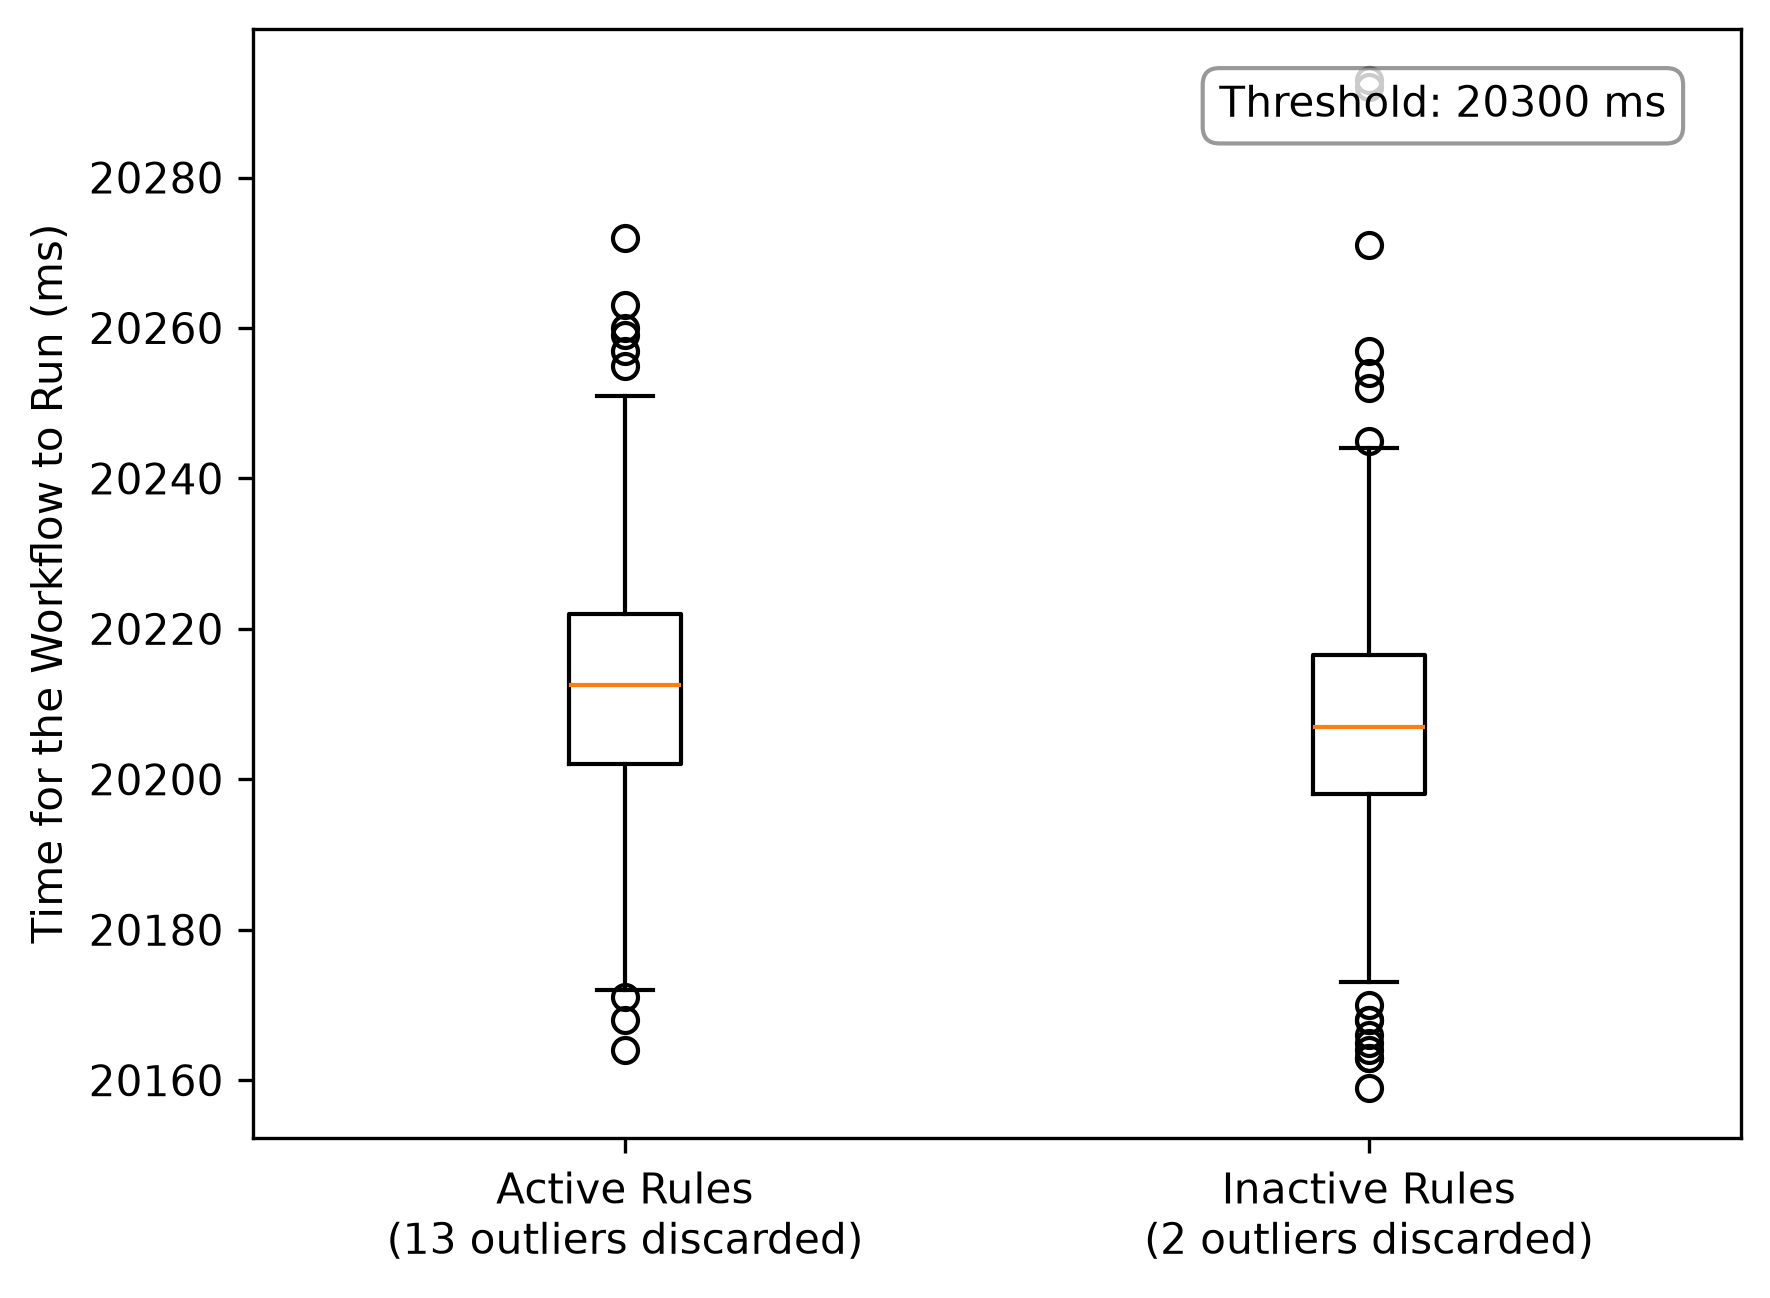 Threshold: 20300 ms
Time for the Workflow to Run (ms)
20280
20260
20240
20220
20200
20180
20160
Active Rules
(13 outliers discarded)
Inactive Rules
(2 outliers discarded)